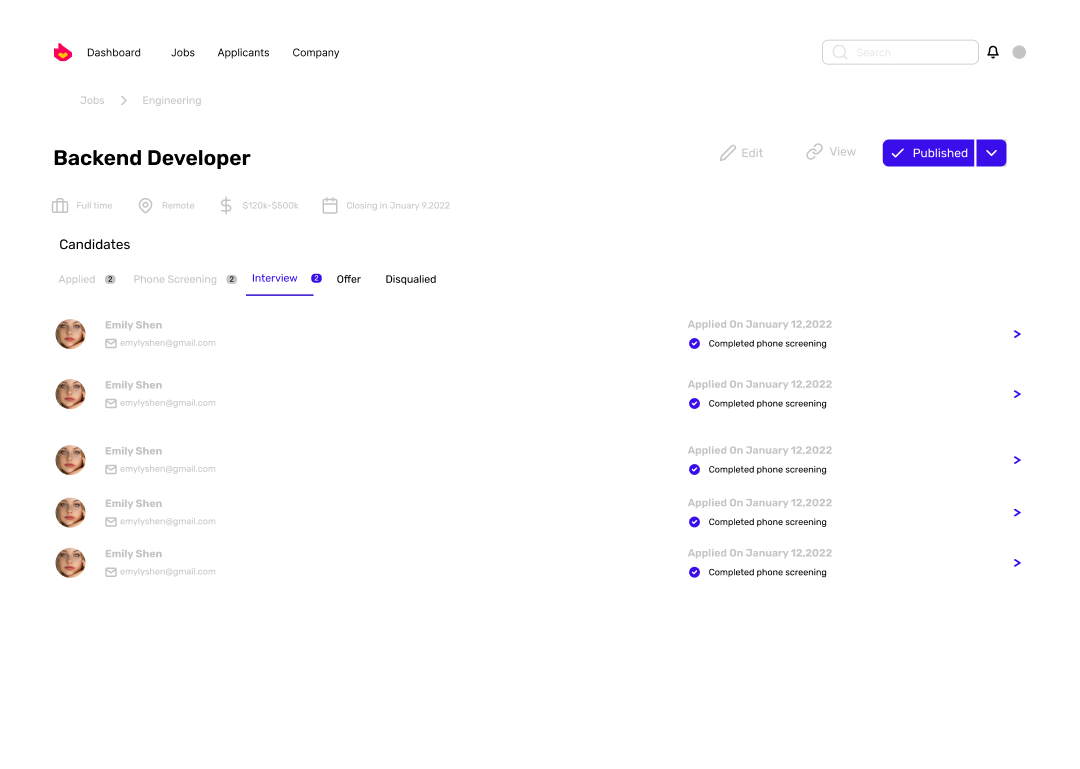 Dashboard Jobs Applicants Company Search
Jobs > Engineering
Backend Developer Edit View Published
Full time Remote $120k-$500k Closing in Jnuary 9,2022
Candidates
Applied 2 Phone Screening 2 Interview 2 Offer Disqualied
Emily Shen Applied On January 12,2022
emylyshen@gmail.com Completed phone screening >
Emily Shen Applied On January 12,2022
emylyshen@gmail.com Completed phone screening >
Emily Shen Applied On January 12,2022
emylyshen@gmail.com Completed phone screening >
Emily Shen Applied On January 12,2022
emylyshen@gmail.com Completed phone screening >
Emily Shen Applied On January 12,2022
emylyshen@gmail.com Completed phone screening >